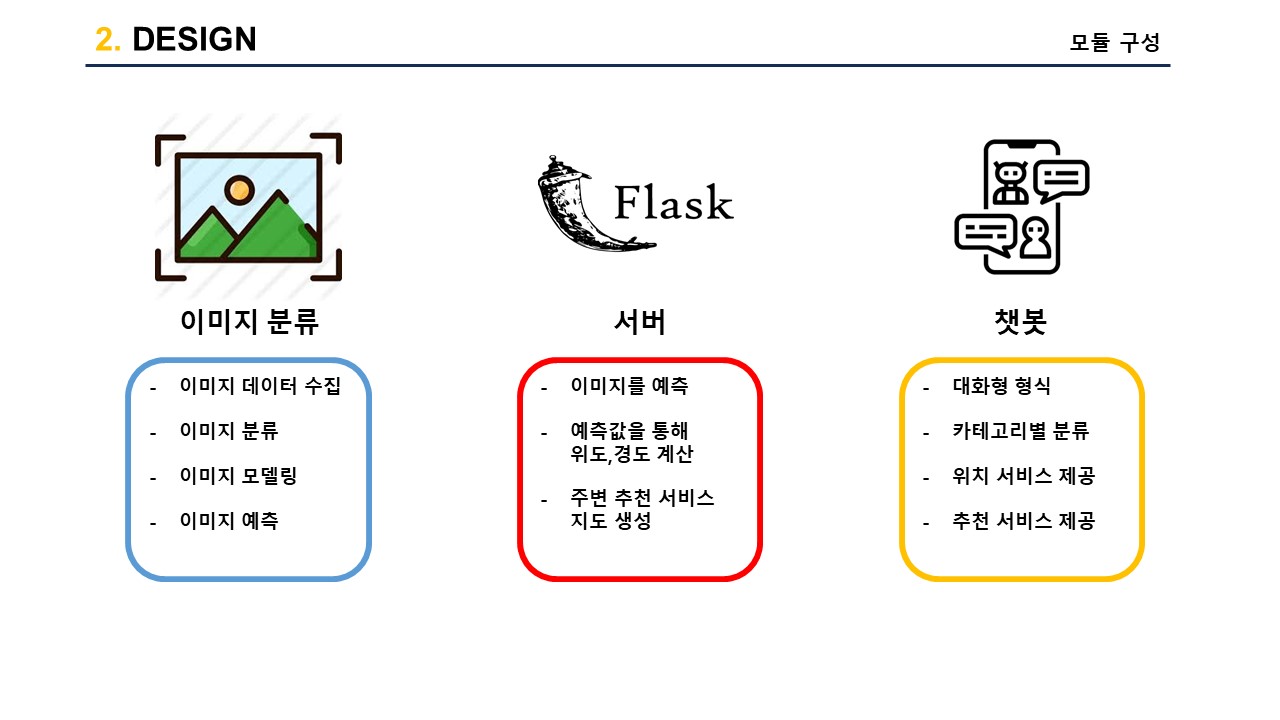 2. DESIGN
모듈 구성
Flask
이미지 분류
- 이미지 데이터 수집
- 이미지 분류
- 이미지 모델링
- 이미지 예측
서버
- 이미지를 예측
- 예측값을 통해
위도,경도 계산
- 주변 추천 서비스
지도 생성
챗봇
- 대화형 형식
- 카테고리별 분류
- 위치 서비스 제공
- 추천 서비스 제공